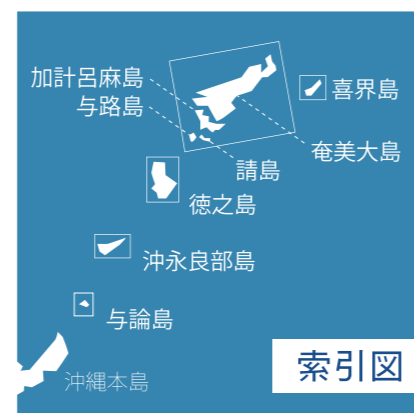 加計呂麻島
与路島
喜界島
奄美大島
請島
徳之島
沖永良部島
与論島
索引図
沖縄本島